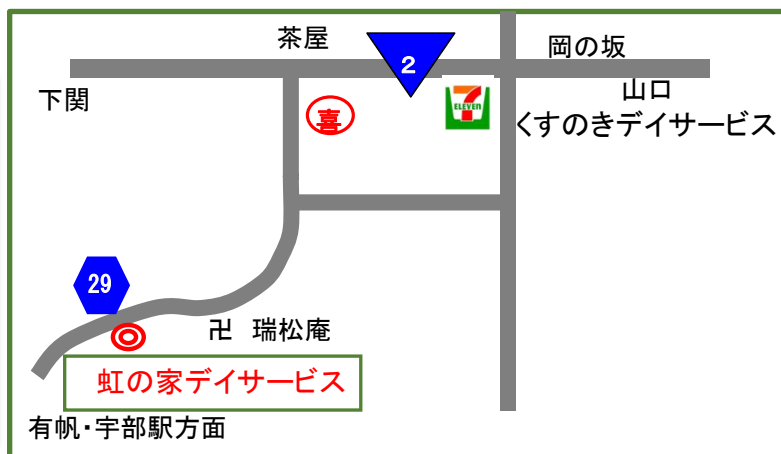 茶屋
2
岡の坂
下関
喜
7
ELEVEN
山口
くすのきデイサービス
29
卍 瑞松庵
虹の家デイサービス
有帆・宇部駅方面